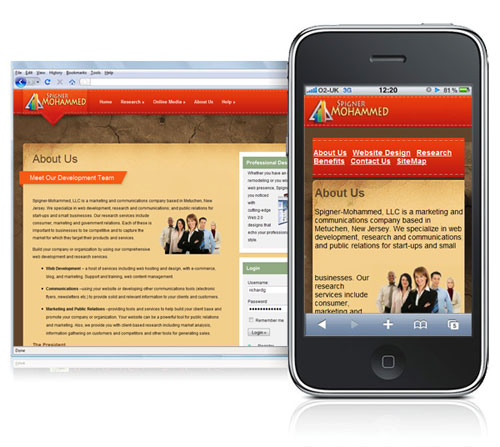 File Edit View History Bookmarks Tools Help
SPIGNER
MOHAMMED
Home Research » Online Media » About Us Help »
About Us
Meet Our Development Team
Spigner-Mohammed, LLC is a marketing and communications company based in Metuchen, New
Jersey. We specialize in web development, research and communications, and public relations for
start-ups and small businesses. Our research services include
consumer, marketing and government relations. Each of these is
important to businesses to be competitive and to capture the
market for which they target their products and services.
Build your company or organization by using our comprehensive
web development and research services.
• Web Development – a host of services including web hosting and design, with e-commerce,
blog, and marketing. Support and training, and content management
• Communications –using your website or developing other communications tools (electronic
flyers, newsletters etc.) to provide solid and relevant information to your clients and customers.
• Marketing and Public Relations –providing tools and services to help build your client base and
promote your company or organization. Your website can be a powerful tool for public relations
and marketing. Also, we provide you with client-based research including market analysis,
information gathering on customers and competitors and other tools for generating sales.
The President
Professional Des
Whether you have an
remodeling or you wa
web presence, Spign
you noticed
with
cutting-edge
Web 2.0
designs that
echo your professiona
style.
Login
Username
richardg
Password
Remember me
Login »
Register
Done
O2-UK 3G 12:20 81 %
SPIGNER
MOHAMMED
About Us Website Design Research
Benefits Contact Us SiteMap
About Us
Spigner-Mohammed, LLC is a marketing and
communications company based in
Metuchen, New Jersey. We specialize in web
development, research and communications
and public relations for start-ups and small
businesses. Our
research
services include
consumer,
marketing and
5